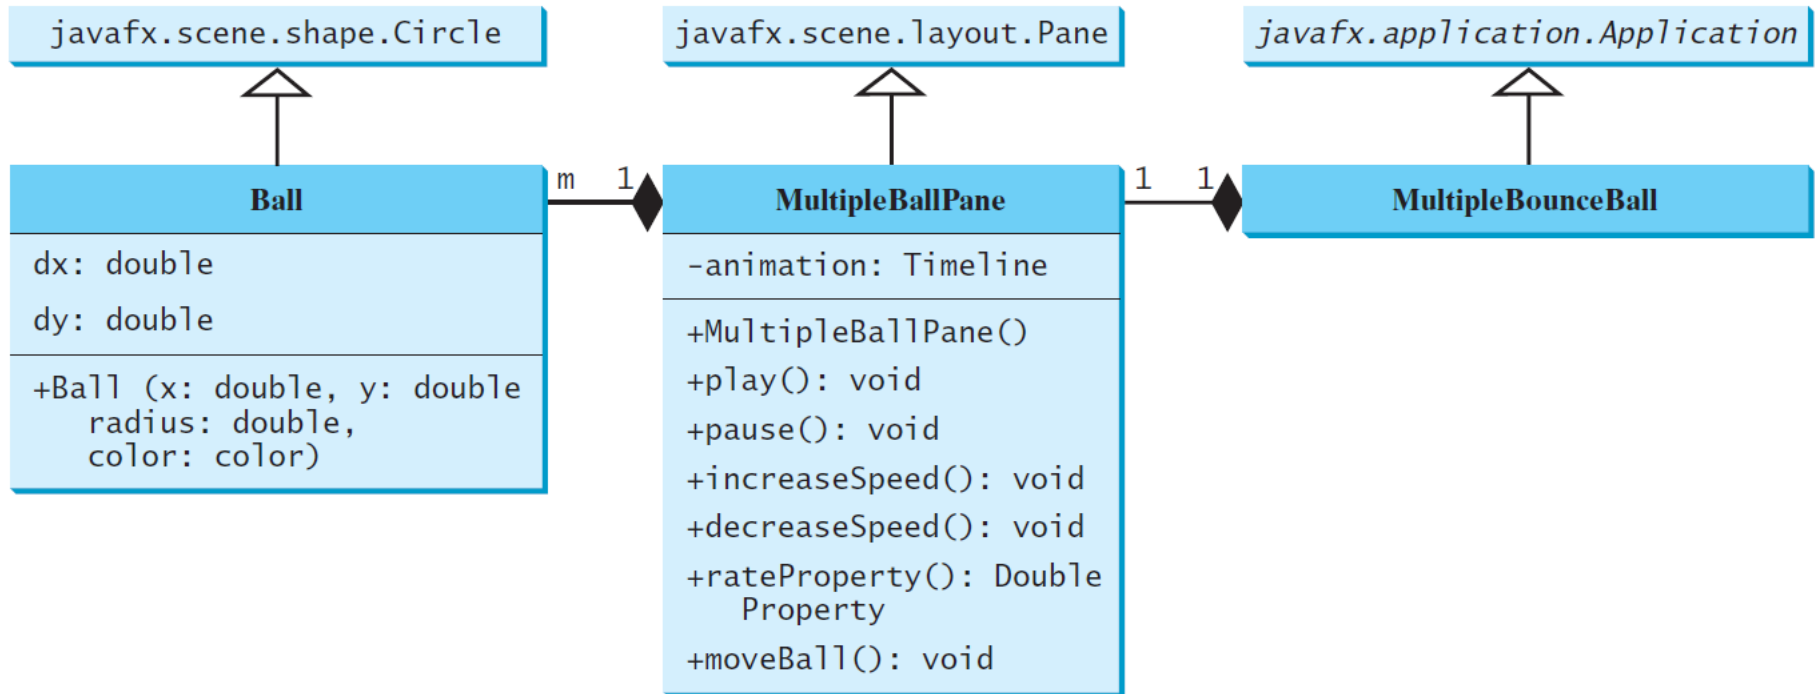 javafx.scene.shape.Circle
javafx.scene.layout.Pane
javafx.application.Application
Ball
dx: double
dy: double
+Ball (x: double, y: double
radius: double,
color: color)
m
1
MultipleBallPane
-animation: Timeline
+MultipleBallPane()
+play(): void
+pause(): void
+increaseSpeed(): void
+decreaseSpeed(): void
+rateProperty(): Double
Property
+moveBall(): void
1
1
MultipleBounceBall